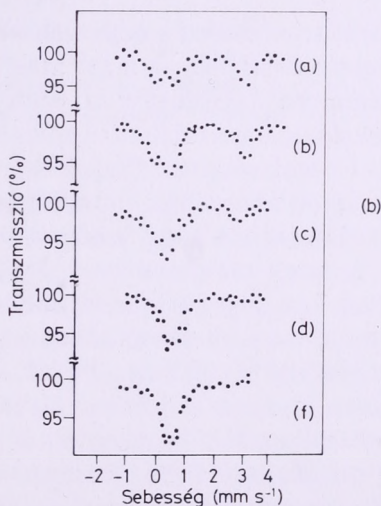 100
95
(a)
100
95
(b)
(b)
100
95
(c)
100
95
(d)
100
95
(f)
Transzmisszió (%)
-2 -1 0 1 2 3 4
Sebesség (mm s⁻¹)